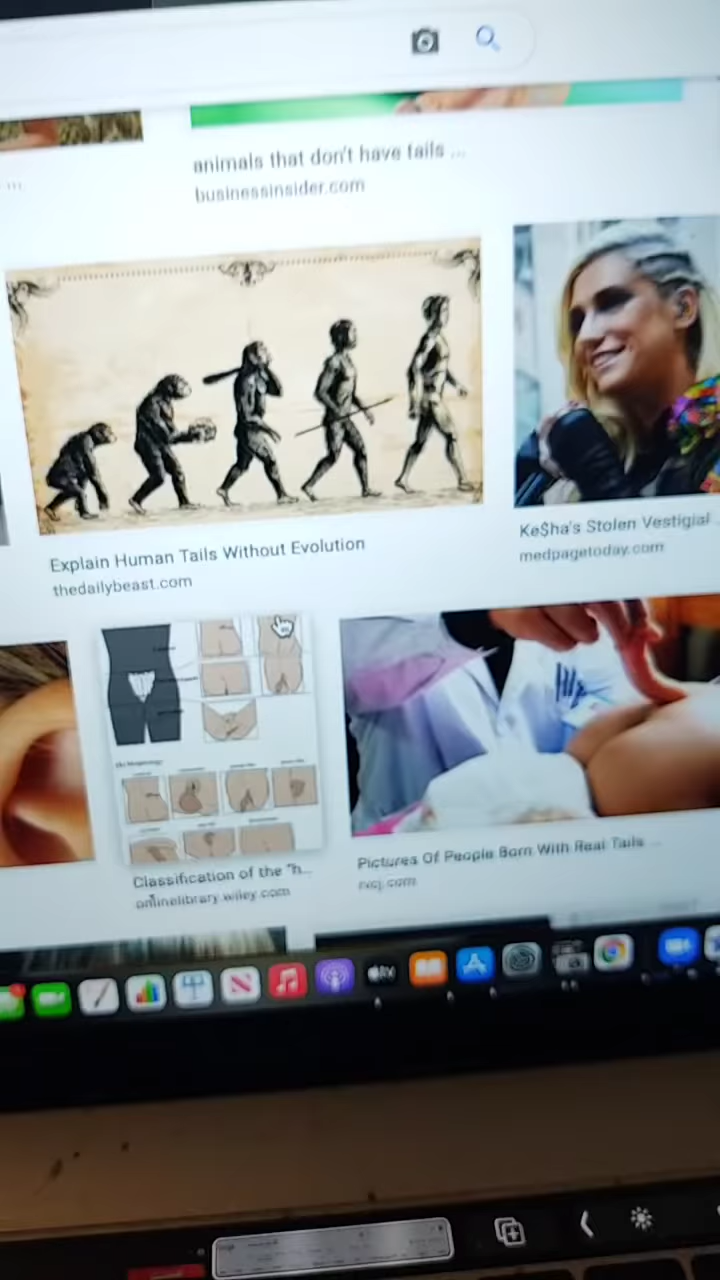 animals that don't have tails ...
businessinsider.com
...
Explain Human Tails Without Evolution
thedailybeast.com
Ke$ha's Stolen Vestigial
medpagetoday.com
Classification of the "h...
onlinelibrary.wiley.com
Pictures Of People Born With Real Tails ...
tv